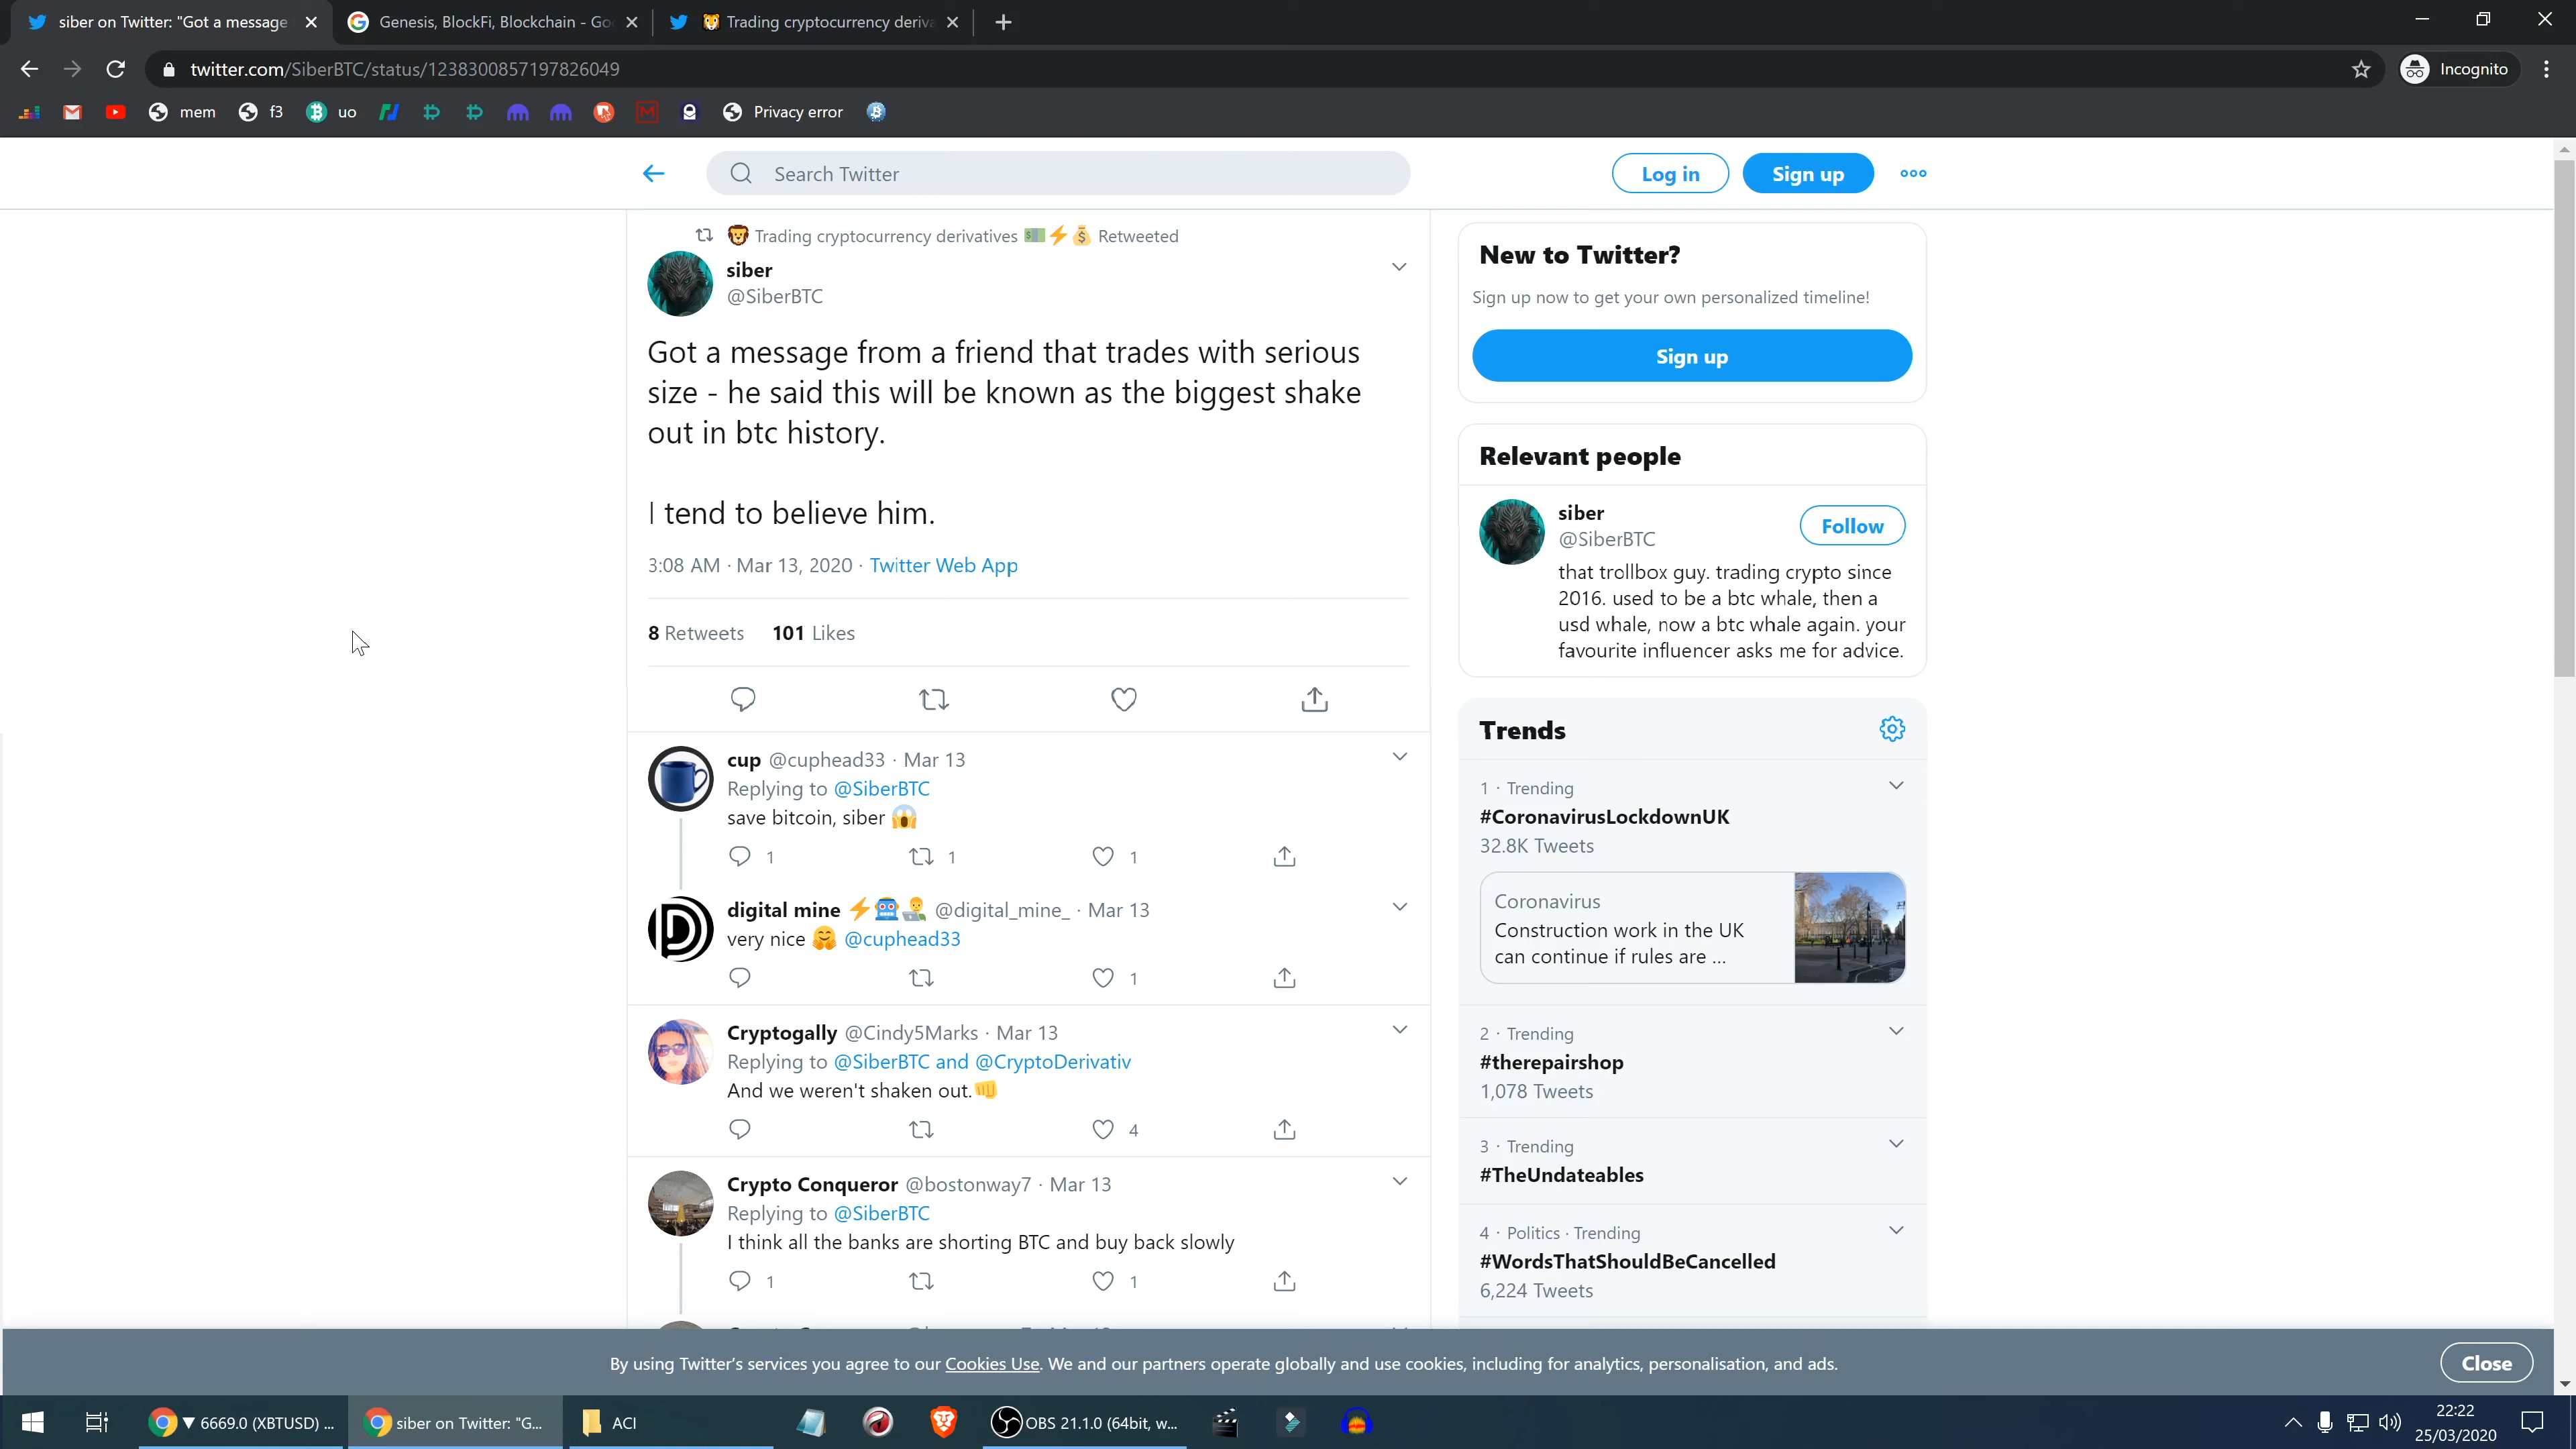 siber on Twitter: "Got a message
Genesis, BlockFi, Blockchain - Go
Trading cryptocurrency deriva
twitter.com/SiberBTC/status/1238300857197826049
Incognito
mem
f3
uo
Privacy error
Search Twitter
Log in
Sign up
Trading cryptocurrency derivatives 💵⚡💰 Retweeted
siber
@SiberBTC
Got a message from a friend that trades with serious
size - he said this will be known as the biggest shake
out in btc history.
I tend to believe him.
3:08 AM · Mar 13, 2020 · Twitter Web App
8 Retweets 101 Likes
cup @cuphead33 · Mar 13
Replying to @SiberBTC
save bitcoin, siber 😱
1 1 1
digital mine ⚡🤖👨‍💻 @digital_mine_ · Mar 13
very nice 🤗 @cuphead33
1
Cryptogally @Cindy5Marks · Mar 13
Replying to @SiberBTC and @CryptoDerivativ
And we weren't shaken out.👊
4
Crypto Conqueror @bostonway7 · Mar 13
Replying to @SiberBTC
I think all the banks are shorting BTC and buy back slowly
1 1
New to Twitter?
Sign up now to get your own personalized timeline!
Sign up
Relevant people
siber
@SiberBTC
Follow
that trollbox guy. trading crypto since
2016. used to be a btc whale, then a
usd whale, now a btc whale again. your
favourite influencer asks me for advice.
Trends
1 · Trending
#CoronavirusLockdownUK
32.8K Tweets
Coronavirus
Construction work in the UK
can continue if rules are ...
2 · Trending
#therepairshop
1,078 Tweets
3 · Trending
#TheUndateables
4 · Politics · Trending
#WordsThatShouldBeCancelled
6,224 Tweets
By using Twitter's services you agree to our Cookies Use. We and our partners operate globally and use cookies, including for analytics, personalisation, and ads.
Close
▼ 6669.0 (XBTUSD) ...
siber on Twitter: "G...
ACI
OBS 21.1.0 (64bit, w...
22:22
25/03/2020